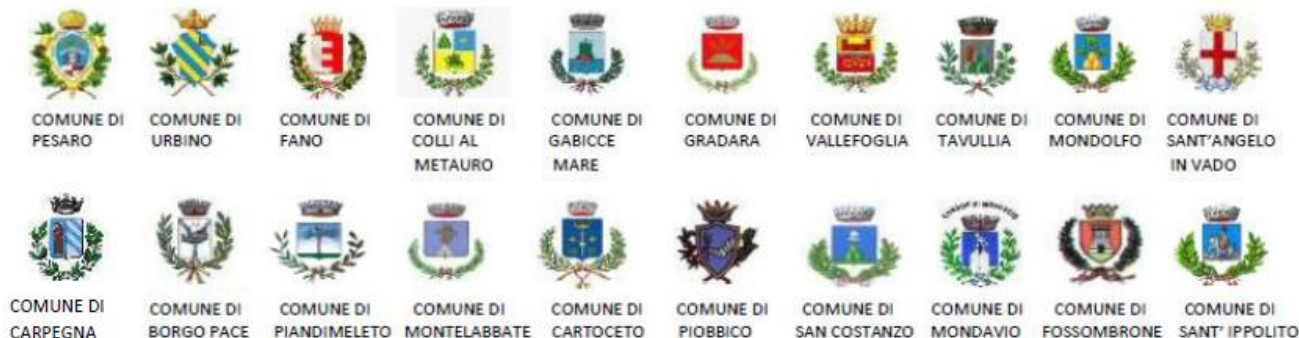 COMUNE DI PESARO
COMUNE DI URBINO
COMUNE DI FANO
COMUNE DI COLLI AL METAURO
COMUNE DI GABICCE MARE
COMUNE DI GRADARA
COMUNE DI VALLEFOGLIA
COMUNE DI TAVULLIA
COMUNE DI MONDOLFO
COMUNE DI SANT'ANGELO IN VADO
COMUNE DI CARPEGNA
COMUNE DI BORGO PACE
COMUNE DI PIANDIMELETO
COMUNE DI MONTELABBATE
COMUNE DI CARTOCETO
COMUNE DI PIOBBICO
COMUNE DI SAN COSTANZO
COMUNE DI MONDAVIO
COMUNE DI FOSSOMBRONE
COMUNE DI SANT' IPPOLITO